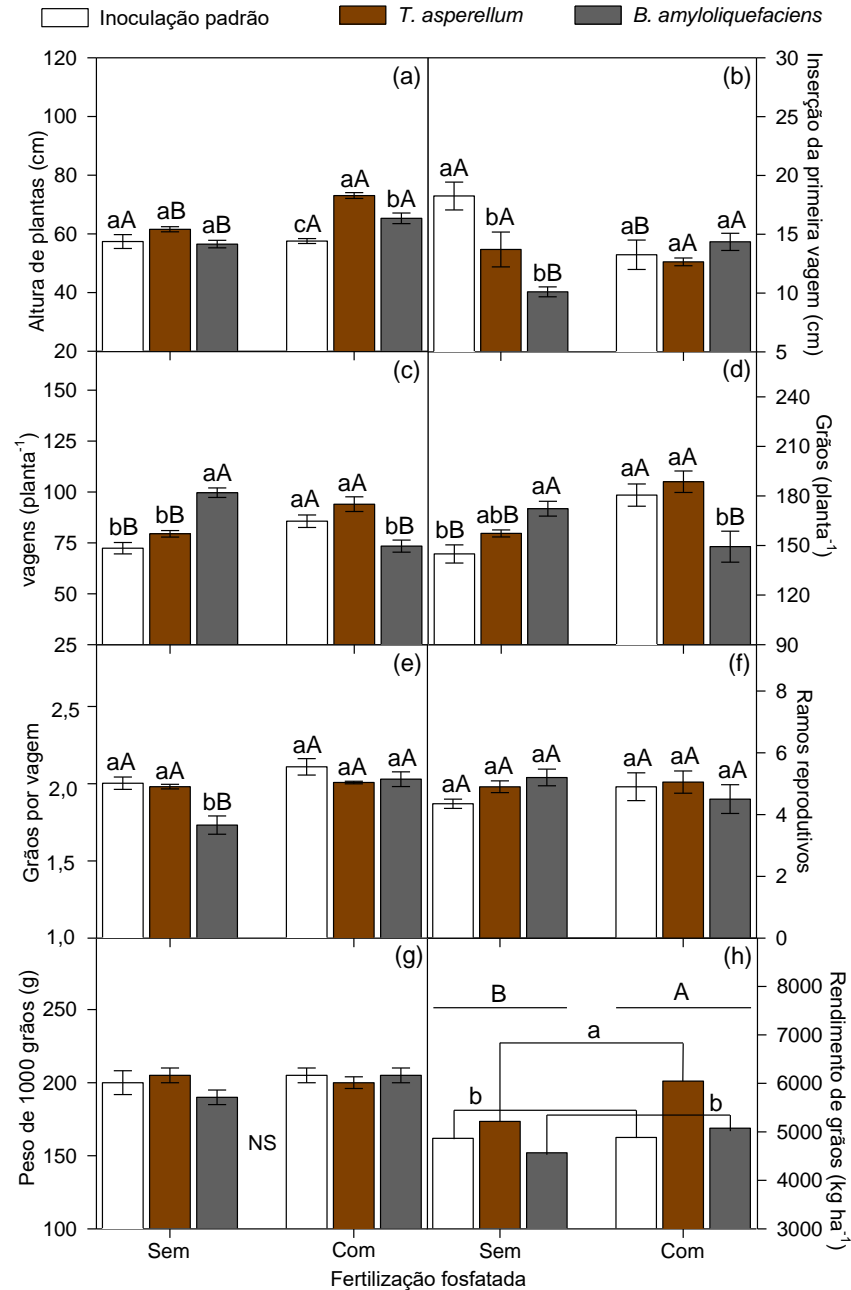 Inoculação padrão T. asperellum B. amyloliquefaciens
120 (a) (b) 30
100 25
80 20
60 15
40 10
20 5
Altura de plantas (cm)
Inserção da primeira vagem (cm)
aA aB aB cA aA bA
aA bA bB aB aA aA
(c) (d)
150 240
125 210
100 180
75 150
50 120
25 90
vagens (planta⁻¹)
Grãos (planta⁻¹)
bB bB aA aA aA bB
bB abB aA aA aA bB
(e) (f)
2,5 8
2,0 6
1,5 4
1,0 2
0
Grãos por vagem
Ramos reprodutivos
aA aA bB aA aA aA
aA aA aA aA aA aA
(g) (h)
250 8000
200 7000
150 6000
100 5000
4000
3000
Peso de 1000 grãos (g)
Rendimento de grãos (kg ha⁻¹)
NS
B A
a
b b
Sem Com Sem Com
Fertilização fosfatada